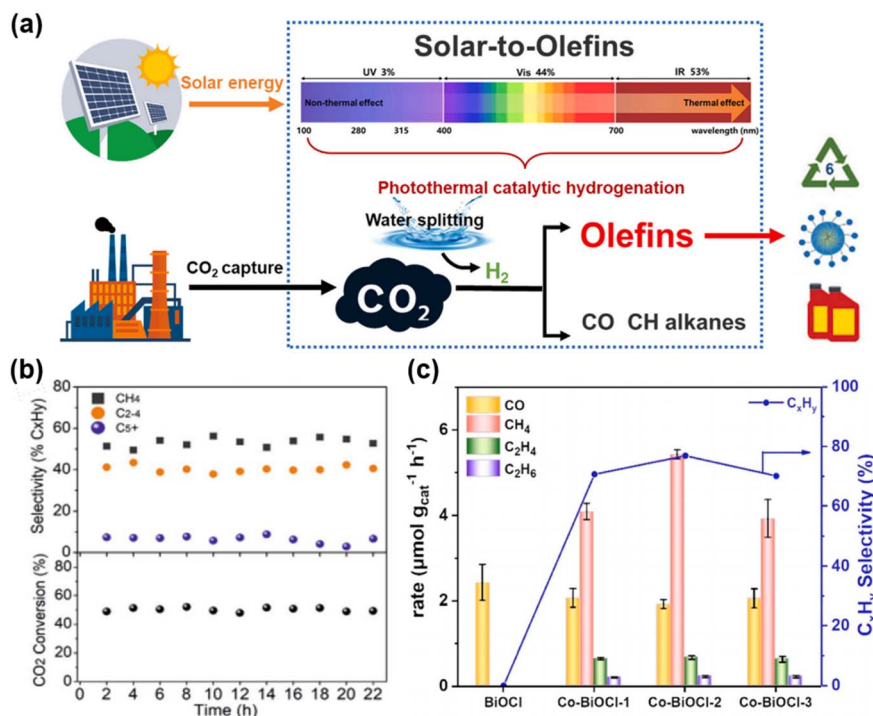 (a)
Solar energy
Solar-to-Olefins
UV 3% Vis 44% IR 53%
Non-thermal effect Thermal effect
100 280 315 400 700 wavelength (nm)
Photothermal catalytic hydrogenation
Water splitting
H2
CO2 capture
CO2
Olefins
CO CH alkanes
6
(b)
Selectivity (% CxHy)
80
60
40
20
0
CH4
C2-4
C5+
CO2 Conversion (%)
80
60
40
20
0
0 2 4 6 8 10 12 14 16 18 20 22
Time (h)
(c)
rate (μmol gcat⁻¹ h⁻¹)
6
4
2
0
CO
CH4
C2H4
C2H6
CxHy
100
90
80
70
60
50
40
30
20
10
0
CxHy Selectivity (%)
BiOCl Co-BiOCl-1 Co-BiOCl-2 Co-BiOCl-3